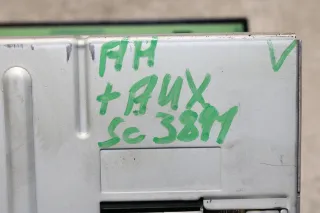 AH V
+ AUX
SC 3891